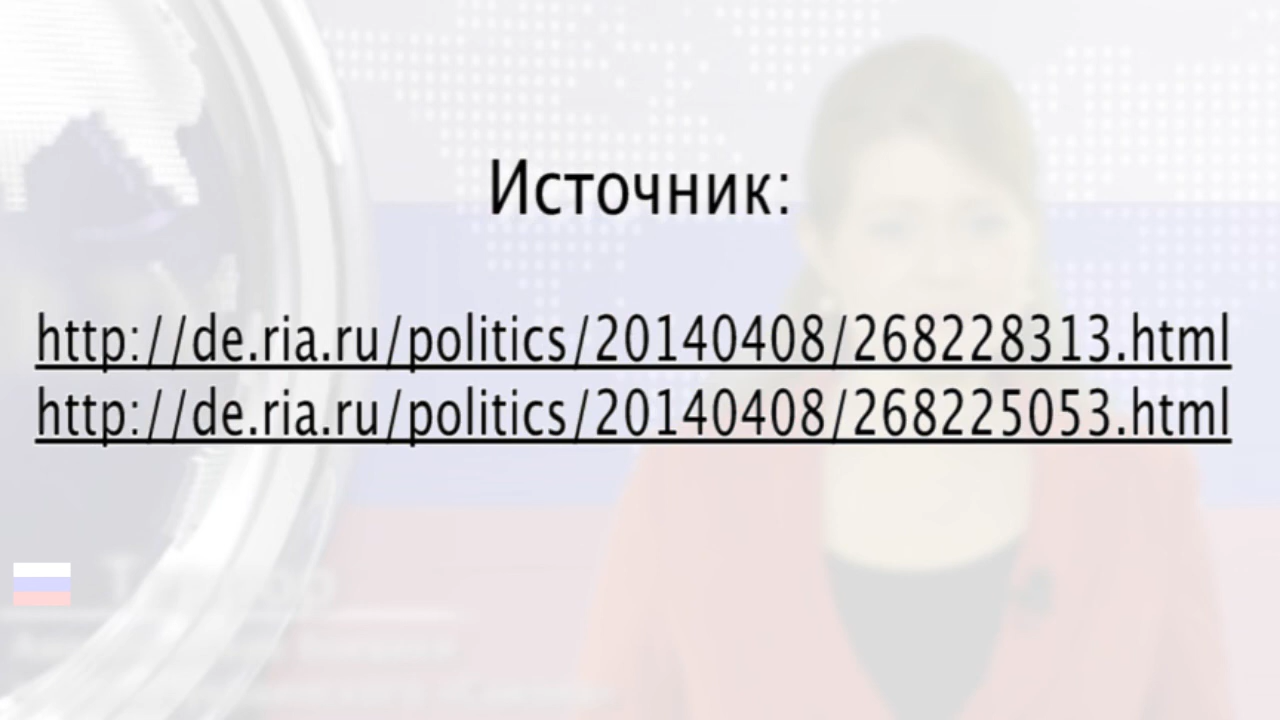 Источник:
http://de.ria.ru/politics/20140408/268228313.html
http://de.ria.ru/politics/20140408/268225053.html